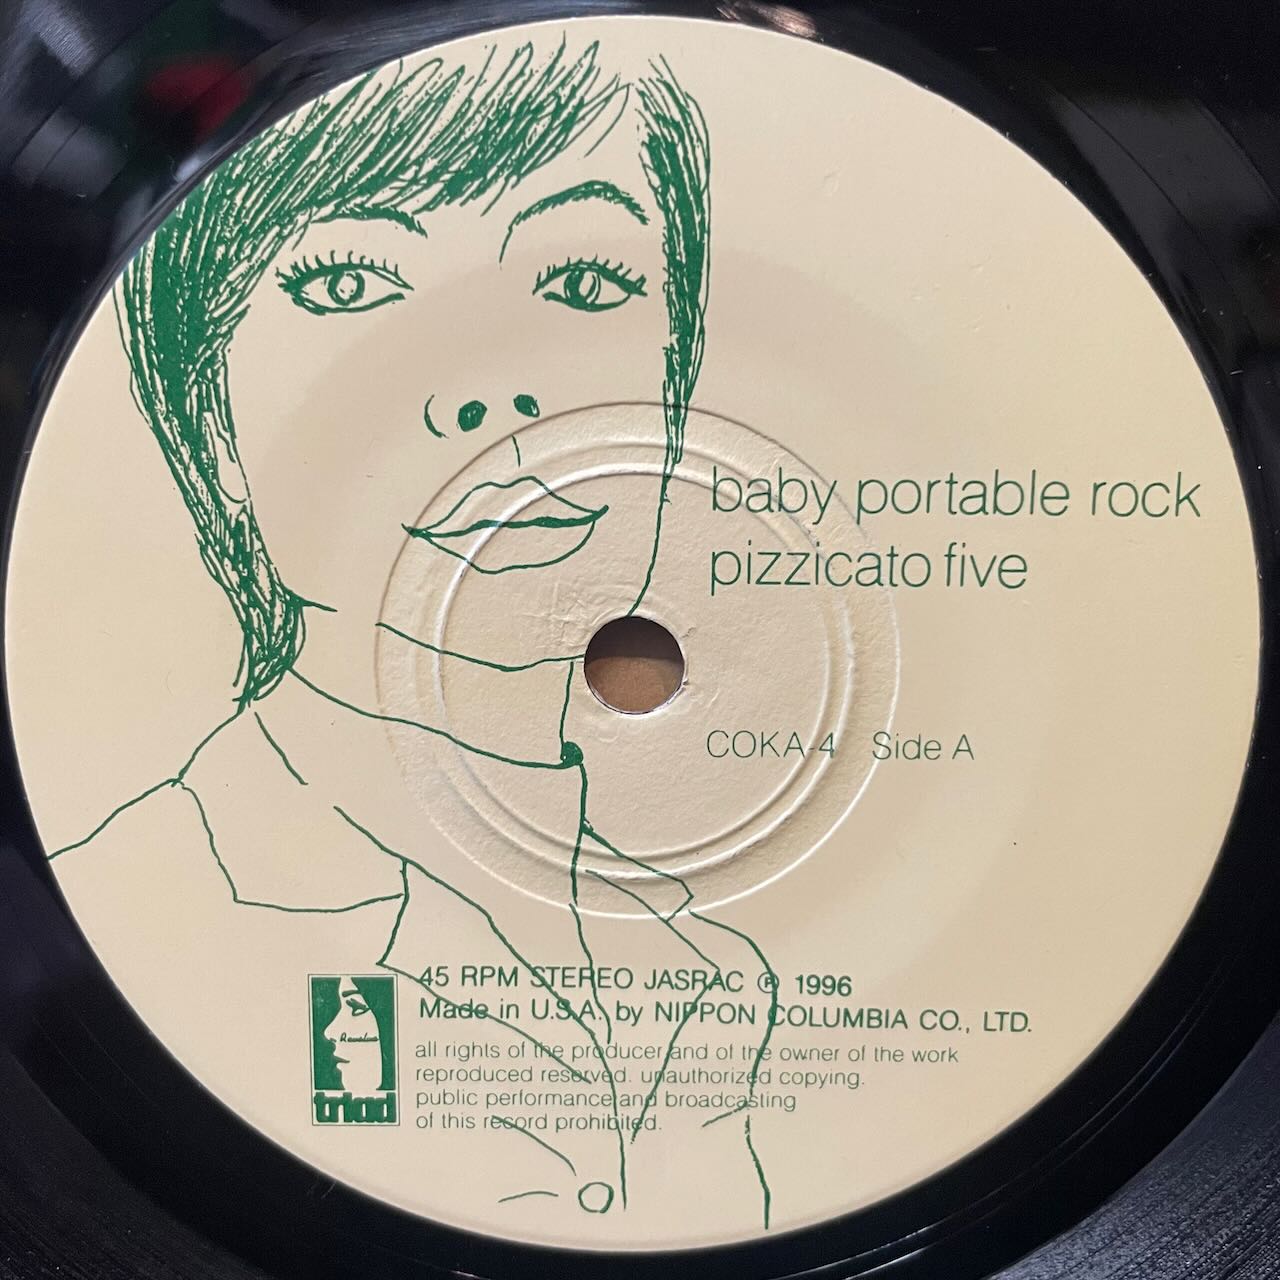 baby portable rock
pizzicato five
COKA-4 Side A
45 RPM STEREO JASRAC Ⓟ 1996
Made in U.S.A. by NIPPON COLUMBIA CO., LTD.
all rights of the producer and of the owner of the work
reproduced reserved. unauthorized copying.
public performance and broadcasting
of this record prohibited.
triad